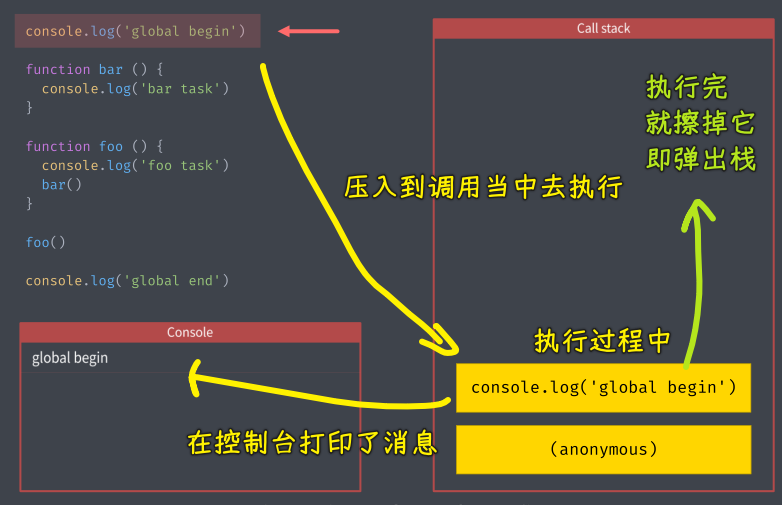 console.log('global begin')
function bar () {
console.log('bar task')
}
function foo () {
console.log('foo task')
bar()
}
foo()
console.log('global end')
Console
global begin
Call stack
执行完
就擦掉它
即弹出栈
压入到调用当中去执行
执行过程中
console.log('global begin')
(anonymous)
在控制台打印了消息